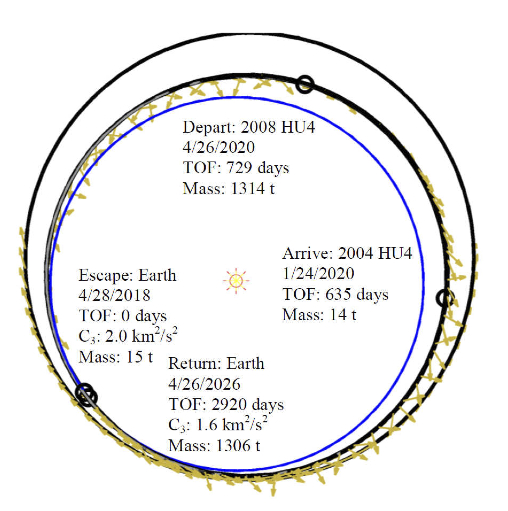 Depart: 2008 HU4
4/26/2020
TOF: 729 days
Mass: 1314 t
Arrive: 2004 HU4
1/24/2020
TOF: 635 days
Mass: 14 t
Escape: Earth
4/28/2018
TOF: 0 days
C₃: 2.0 km²/s²
Mass: 15 t
Return: Earth
4/26/2026
TOF: 2920 days
C₃: 1.6 km²/s²
Mass: 1306 t